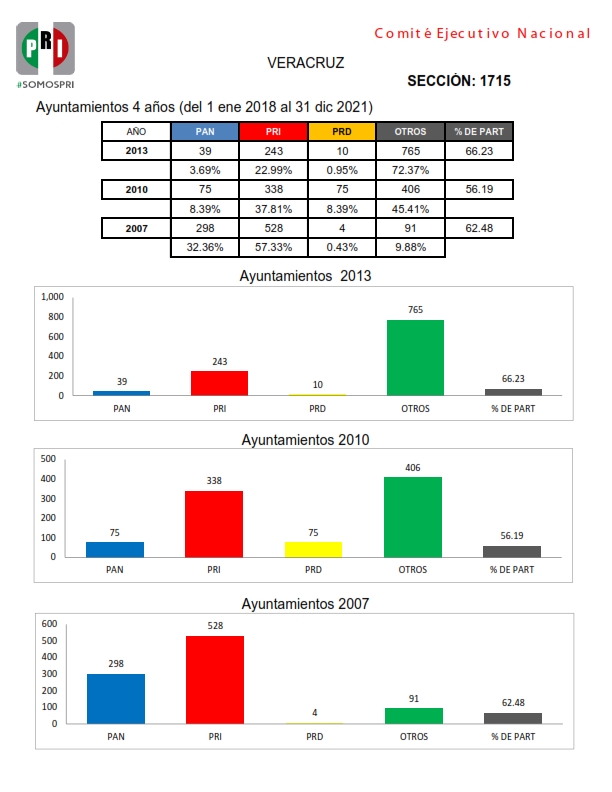 Comité Ejecutivo Nacional
PRI
#SOMOSPRI
VERACRUZ
SECCIÓN: 1715
Ayuntamientos 4 años (del 1 ene 2018 al 31 dic 2021)
AÑO PAN PRI PRD OTROS % DE PART
2013 39 243 10 765 66.23
3.69% 22.99% 0.95% 72.37%
2010 75 338 75 406 56.19
8.39% 37.81% 8.39% 45.41%
2007 298 528 4 91 62.48
32.36% 57.33% 0.43% 9.88%
Ayuntamientos 2013
1,000
800
600
400
200
0
39 243 10 765 66.23
PAN PRI PRD OTROS % DE PART
Ayuntamientos 2010
500
400
300
200
100
0
75 338 75 406 56.19
PAN PRI PRD OTROS % DE PART
Ayuntamientos 2007
600
500
400
300
200
100
0
298 528 4 91 62.48
PAN PRI PRD OTROS % DE PART